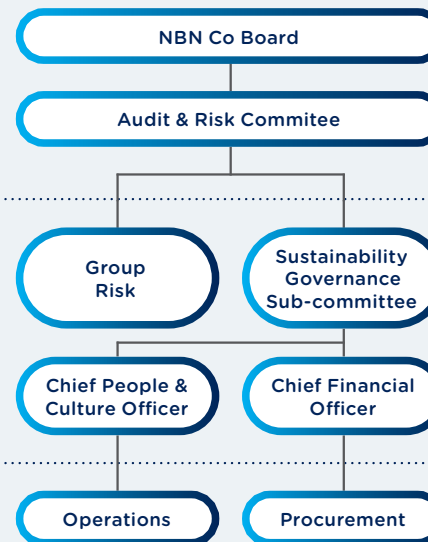 NBN Co Board
Audit & Risk Commitee
Group
Risk
Sustainability
Governance
Sub-committee
Chief People &
Culture Officer
Chief Financial
Officer
Operations
Procurement